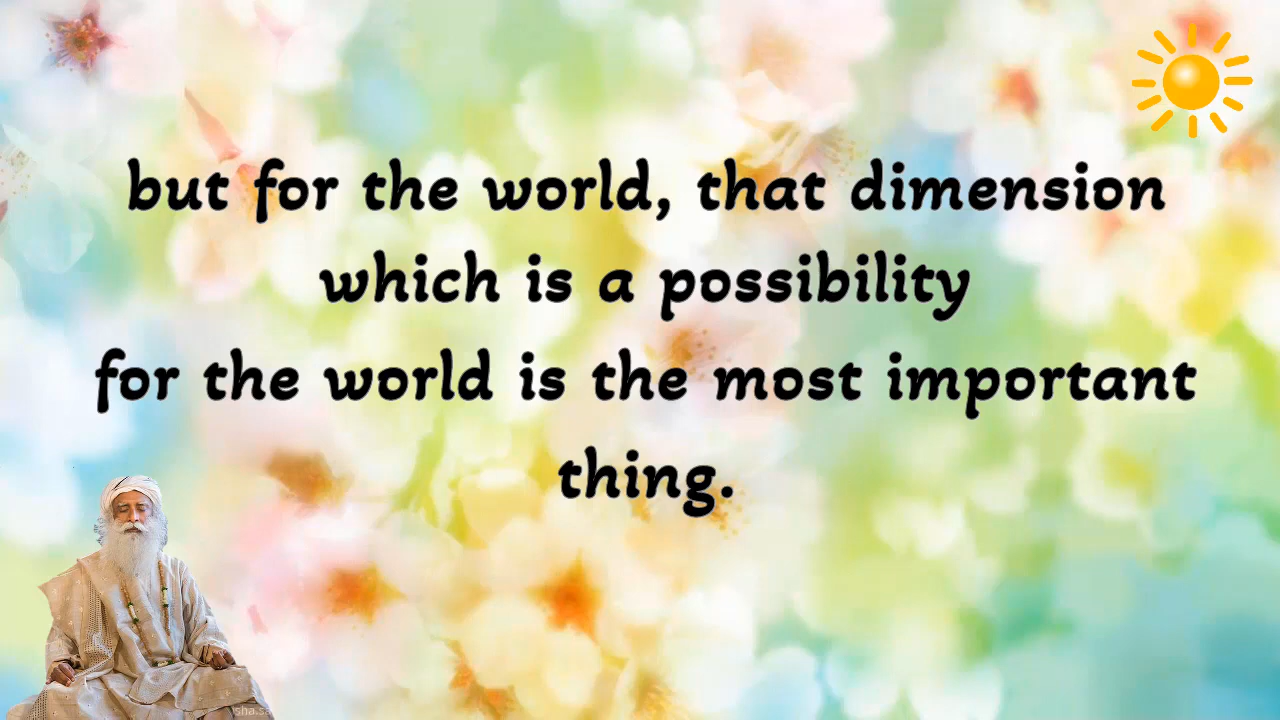 but for the world, that dimension
which is a possibility
for the world is the most important
thing.